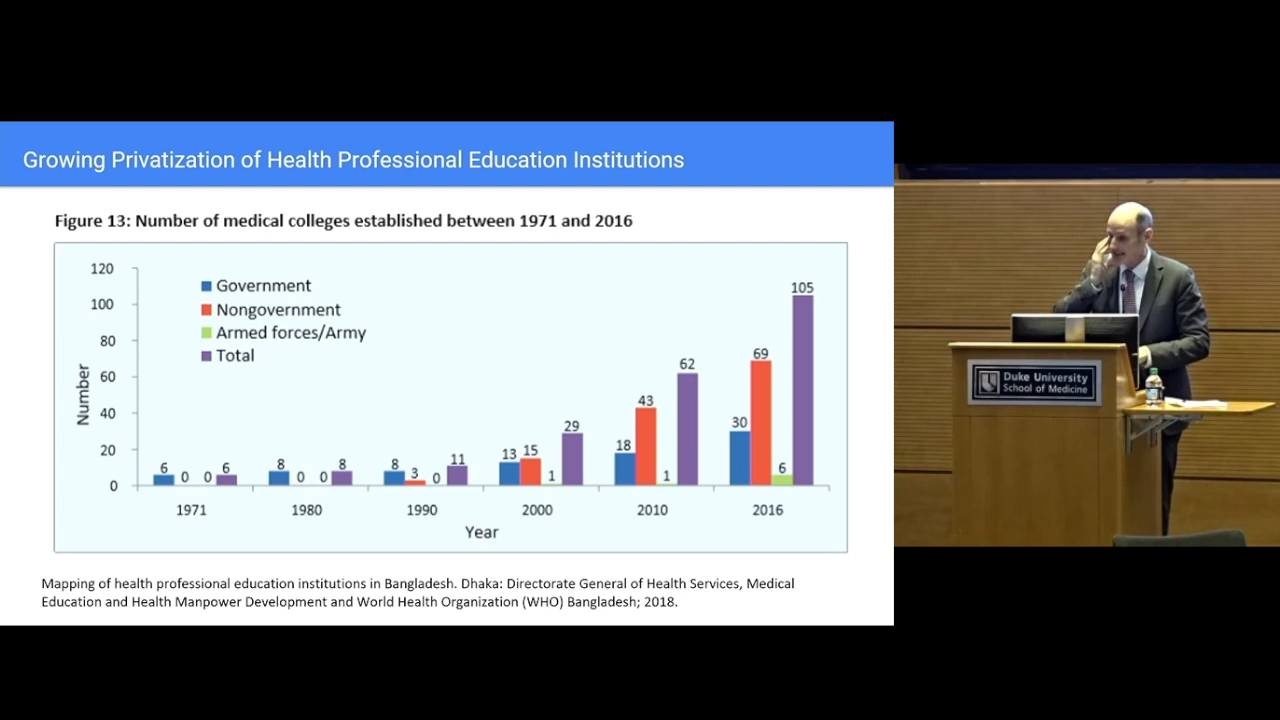 Growing Privatization of Health Professional Education Institutions
Figure 13: Number of medical colleges established between 1971 and 2016
120
100
80
60
40
20
0
Number
Government
Nongovernment
Armed forces/Army
Total
6 0 0 6
8 0 0 8
8 3 0 11
13 15 1 29
18 43 1 62
30 69 6 105
1971 1980 1990 2000 2010 2016
Year
Mapping of health professional education institutions in Bangladesh. Dhaka: Directorate General of Health Services, Medical
Education and Health Manpower Development and World Health Organization (WHO) Bangladesh; 2018.
Duke University
School of Medicine